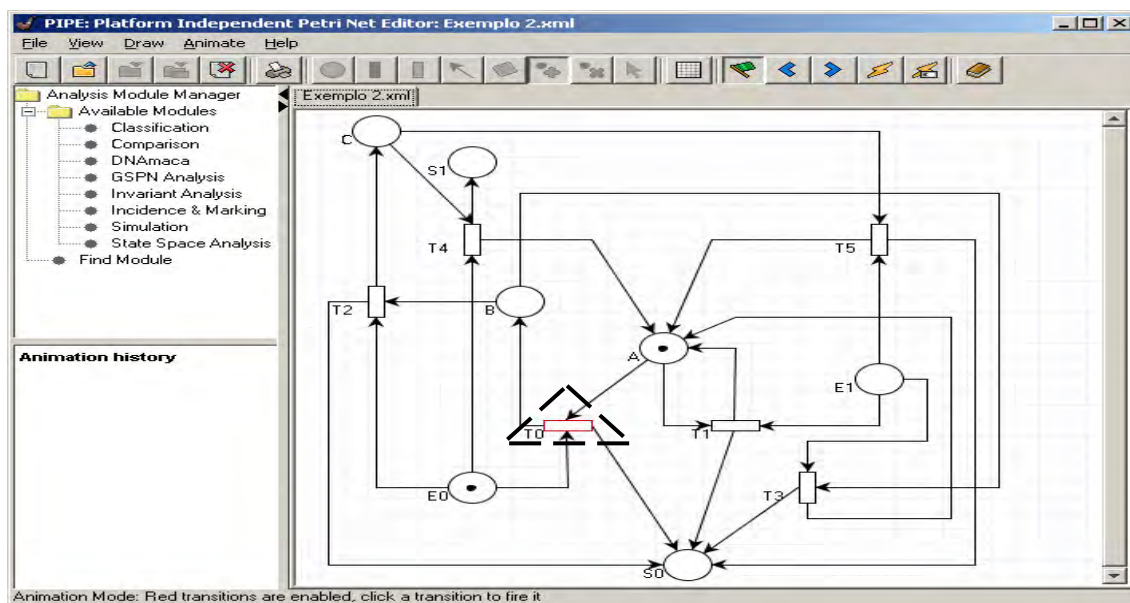 PIPE: Platform Independent Petri Net Editor: Exemplo 2.xml
File View Draw Animate Help
Analysis Module Manager
Available Modules
Classification
Comparison
DNAmaca
GSPN Analysis
Invariant Analysis
Incidence & Marking
Simulation
State Space Analysis
Find Module
Animation history
Exemplo 2.xml
C
S1
T4
T5
T2
B
A
E1
T0
T1
E0
T3
S0
Animation Mode: Red transitions are enabled, click a transition to fire it